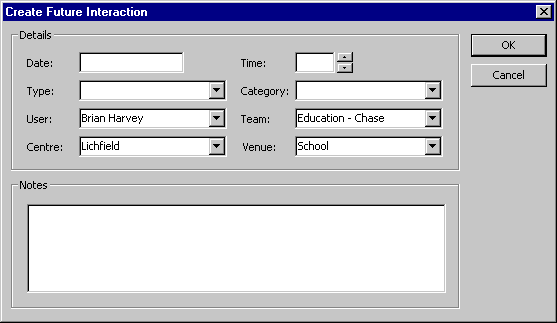 Create Future Interaction
Details
OK
Date: Time:
Cancel
Type: Category:
User: Brian Harvey Team: Education - Chase
Centre: Lichfield Venue: School
Notes